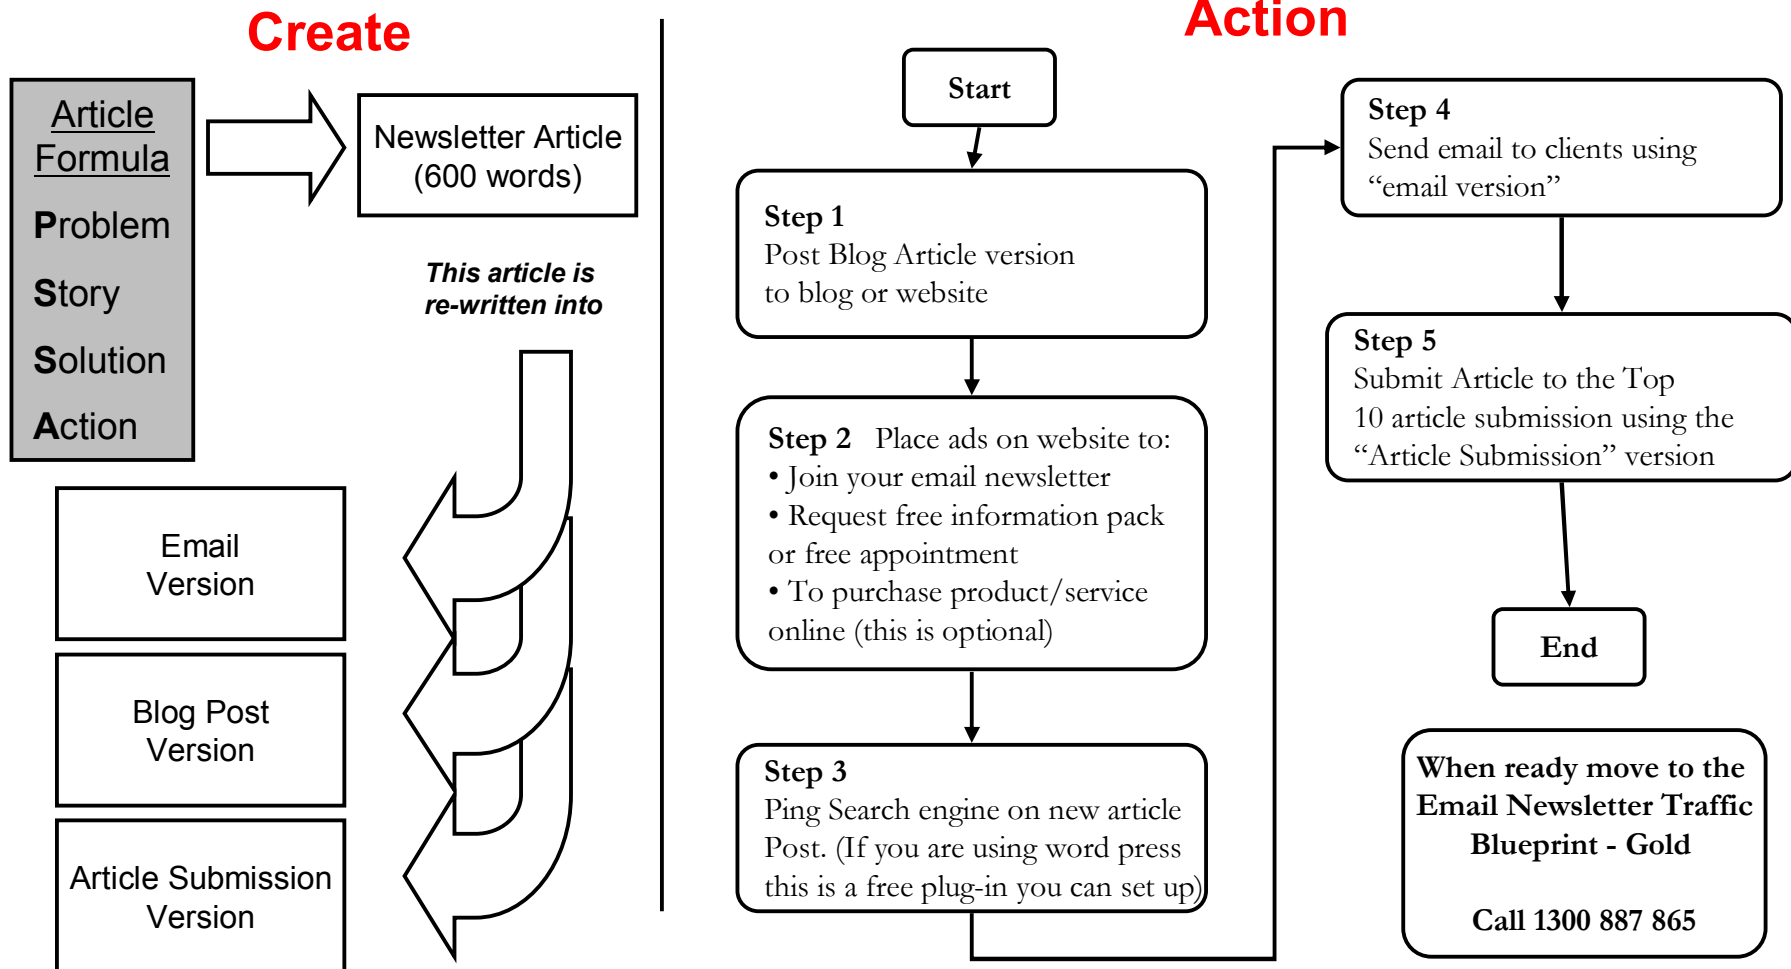 Create
Article
Formula
Problem
Story
Solution
Action
Newsletter Article
(600 words)
This article is
re-written into
Email
Version
Blog Post
Version
Article Submission
Version
Action
Start
Step 1
Post Blog Article version
to blog or website
Step 2 Place ads on website to:
• Join your email newsletter
• Request free information pack
or free appointment
• To purchase product/service
online (this is optional)
Step 3
Ping Search engine on new article
Post. (If you are using word press
this is a free plug-in you can set up)
Step 4
Send email to clients using
“email version”
Step 5
Submit Article to the Top
10 article submission using the
“Article Submission” version
End
When ready move to the
Email Newsletter Traffic
Blueprint - Gold
Call 1300 887 865